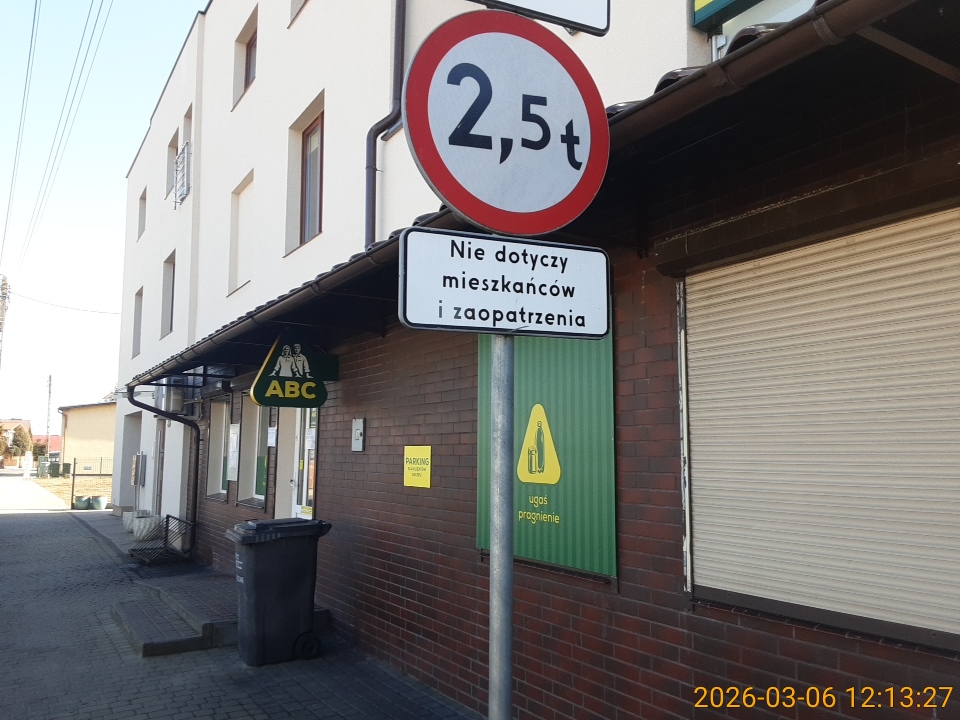 2,5t
Nie dotyczy
mieszkańców
i zaopatrzenia
ABC
PARKING
ugaś
pragnienie
2026-03-06 12:13:27